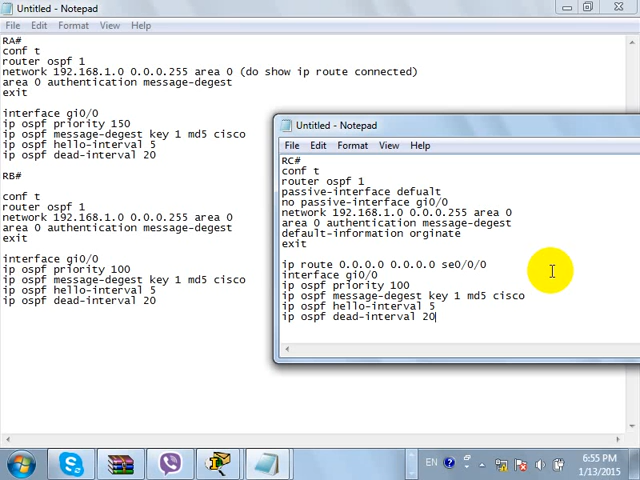 Untitled - Notepad
File Edit Format View Help
RA#
conf t
router ospf 1
network 192.168.1.0 0.0.0.255 area 0 (do show ip route connected)
area 0 authentication message-degest
exit
interface gi0/0
ip ospf priority 150
ip ospf message-degest key 1 md5 cisco
ip ospf hello-interval 5
ip ospf dead-interval 20
RB#
conf t
router ospf 1
network 192.168.1.0 0.0.0.255 area 0
area 0 authentication message-degest
exit
interface gi0/0
ip ospf priority 100
ip ospf message-degest key 1 md5 cisco
ip ospf hello-interval 5
ip ospf dead-interval 20
Untitled - Notepad
File Edit Format View Help
RC#
conf t
router ospf 1
passive-interface defualt
no passive-interface gi0/0
network 192.168.1.0 0.0.0.255 area 0
area 0 authentication message-degest
default-information orginate
exit
ip route 0.0.0.0 0.0.0.0 se0/0/0
interface gi0/0
ip ospf priority 100
ip ospf message-degest key 1 md5 cisco
ip ospf hello-interval 5
ip ospf dead-interval 20
EN
6:55 PM
1/13/2015